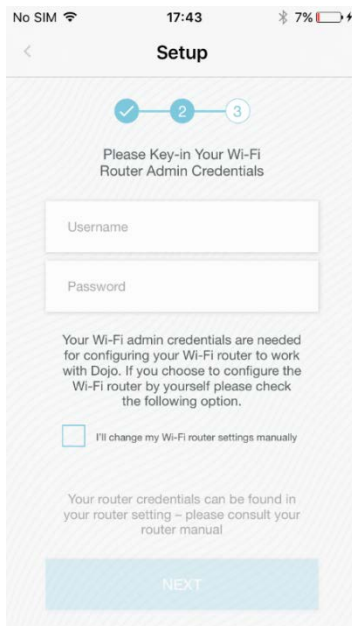 No SIM 17:43 7%
Setup
2 3
Please Key-in Your Wi-Fi
Router Admin Credentials
Username
Password
Your Wi-Fi admin credentials are needed
for configuring your Wi-Fi router to work
with Dojo. If you choose to configure the
Wi-Fi router by yourself please check
the following option.
I'll change my Wi-Fi router settings manually
Your router credentials can be found in
your router setting – please consult your
router manual
NEXT